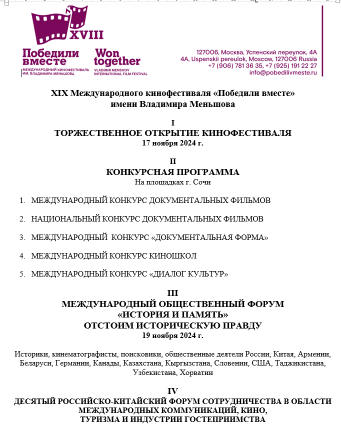 XVIII
Победили вместе
Won together
МЕЖДУНАРОДНЫЙ КИНОФЕСТИВАЛЬ
ИМ. ВЛАДИМИРА МЕНЬШОВА
VLADIMIR MENSHOV
INTERNATIONAL FILM FESTIVAL
127006, Москва, Успенский переулок, 4А
4A, Uspenskii pereulok, Moscow, 127006 Russia
+7 (906) 781 36 35, +7 (925) 191 22 27
info@pobedilivmeste.ru
XIX Международного кинофестиваля «Победили вместе»
имени Владимира Меньшова
I
ТОРЖЕСТВЕННОЕ ОТКРЫТИЕ КИНОФЕСТИВАЛЯ
17 ноября 2024 г.
II
КОНКУРСНАЯ ПРОГРАММА
На площадках г. Сочи
1. МЕЖДУНАРОДНЫЙ КОНКУРС ДОКУМЕНТАЛЬНЫХ ФИЛЬМОВ
2. НАЦИОНАЛЬНЫЙ КОНКУРС ДОКУМЕНТАЛЬНЫХ ФИЛЬМОВ
3. МЕЖДУНАРОДНЫЙ КОНКУРС «ДОКУМЕНТАЛЬНАЯ ФОРМА»
4. МЕЖДУНАРОДНЫЙ КОНКУРС КИНОШКОЛ
5. МЕЖДУНАРОДНЫЙ КОНКУРС «ДИАЛОГ КУЛЬТУР»
III
МЕЖДУНАРОДНЫЙ ОБЩЕСТВЕННЫЙ ФОРУМ
«ИСТОРИЯ И ПАМЯТЬ»
ОТСТОИМ ИСТОРИЧЕСКУЮ ПРАВДУ
19 ноября 2024 г.
Историки, кинематографисты, поисковики, общественные деятели России, Китая, Армении,
Беларуси, Германии, Канады, Казахстана, Кыргызстана, Словении, США, Таджикистана,
Узбекистана, Хорватии
IV
ДЕСЯТЫЙ РОССИЙСКО-КИТАЙСКИЙ ФОРУМ СОТРУДНИЧЕСТВА В ОБЛАСТИ
МЕЖДУНАРОДНЫХ КОММУНИКАЦИЙ, КИНО,
ТУРИЗМА И ИНДУСТРИИ ГОСТЕПРИИМСТВА